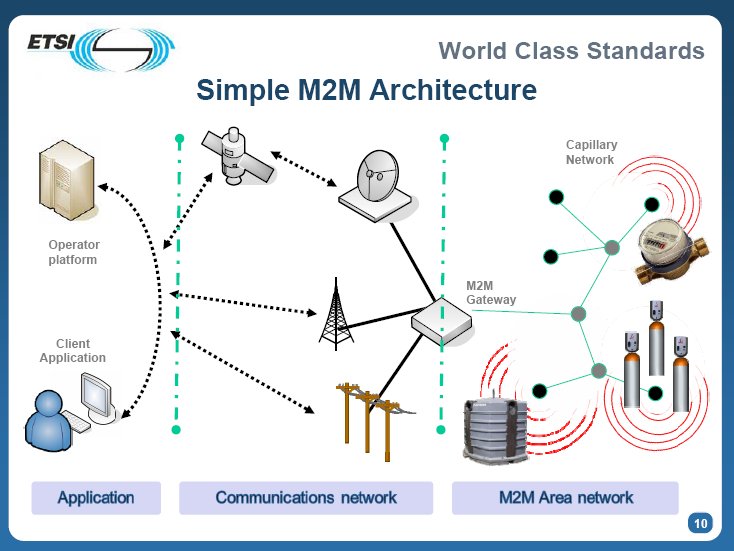 ETSI
World Class Standards
Simple M2M Architecture
Capillary
Network
Operator
platform
M2M
Gateway
Client
Application
Application
Communications network
M2M Area network
10